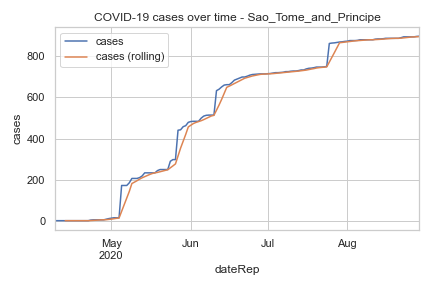 COVID-19 cases over time - Sao_Tome_and_Principe
cases
cases (rolling)
cases
800
600
400
200
0
May
2020
Jun
Jul
Aug
dateRep